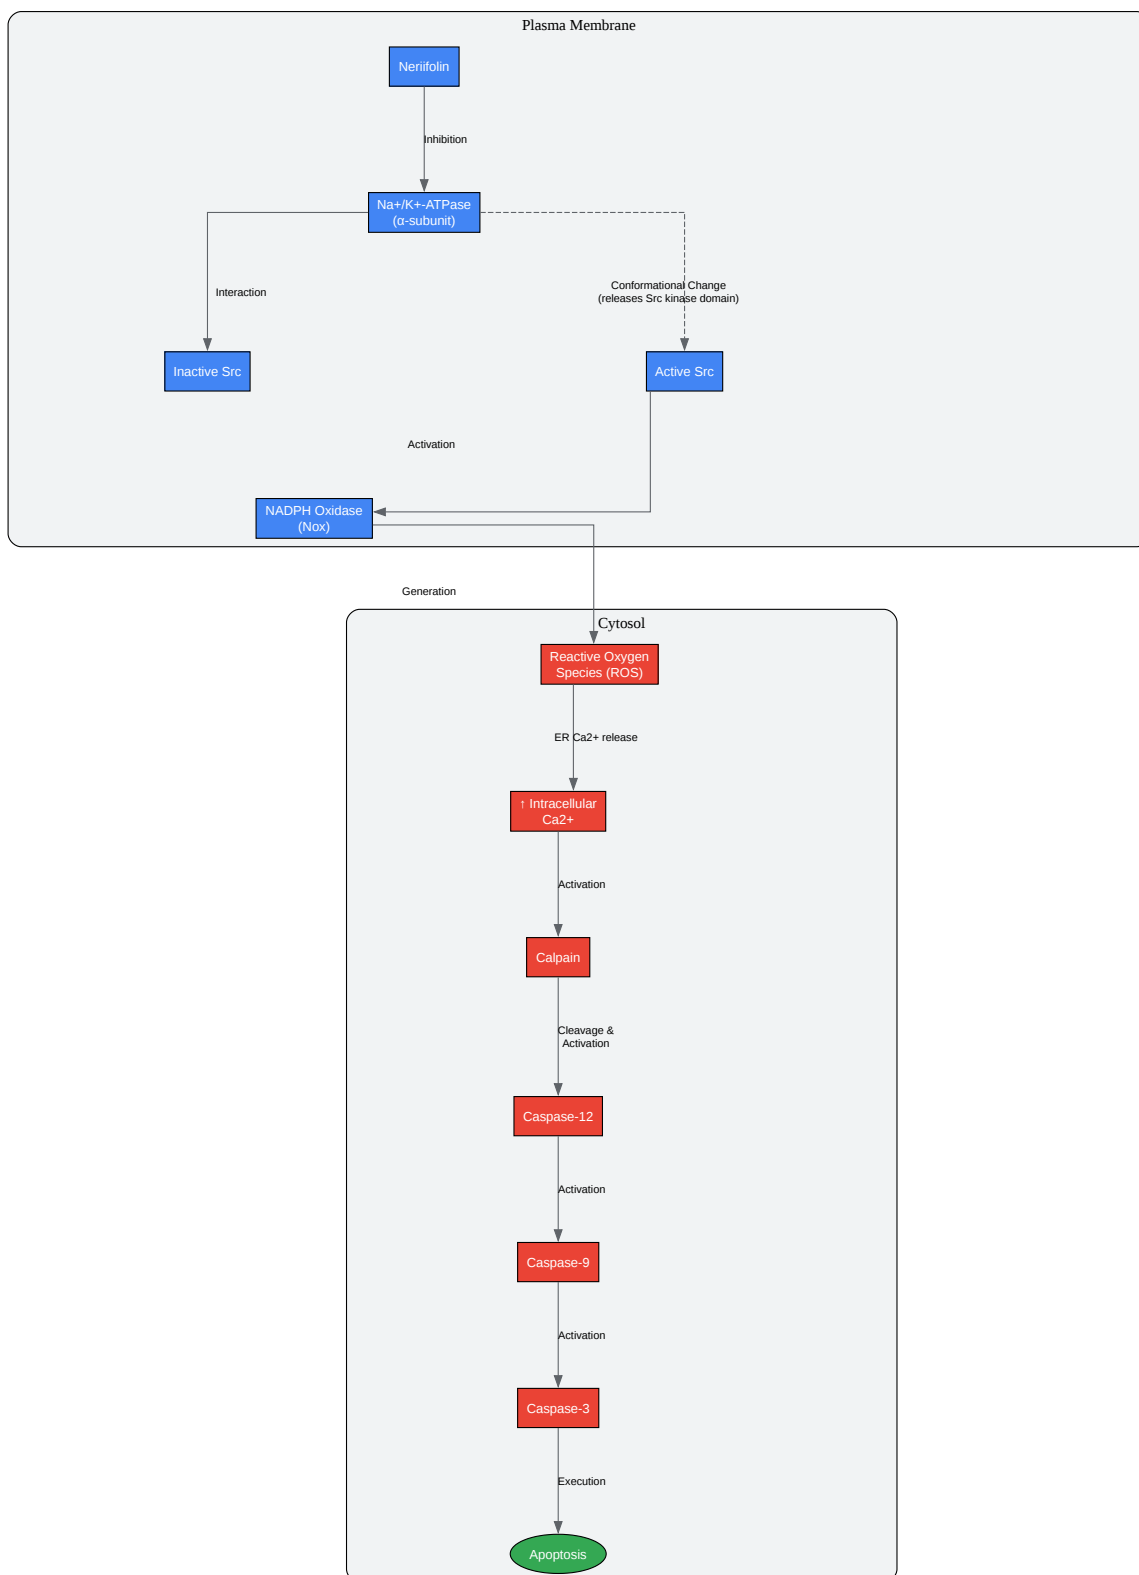 Plasma Membrane
Neriifolin
Inhibition
Na+/K+-ATPase
(α-subunit)
Interaction
Conformational Change
(releases Src kinase domain)
Inactive Src
Active Src
Activation
NADPH Oxidase
(Nox)
Generation
Cytosol
Reactive Oxygen
Species (ROS)
ER Ca2+ release
↑ Intracellular
Ca2+
Activation
Calpain
Cleavage &
Activation
Caspase-12
Activation
Caspase-9
Activation
Caspase-3
Execution
Apoptosis